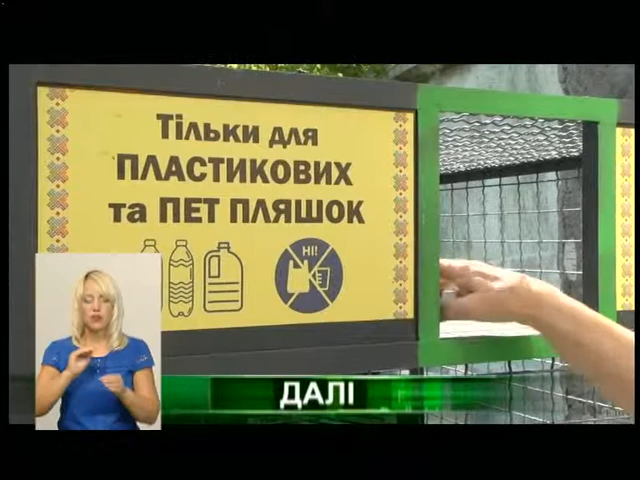 Тільки для
ПЛАСТИКОВИХ
та ПЕТ ПЛЯШОК
НІ!
ДАЛІ